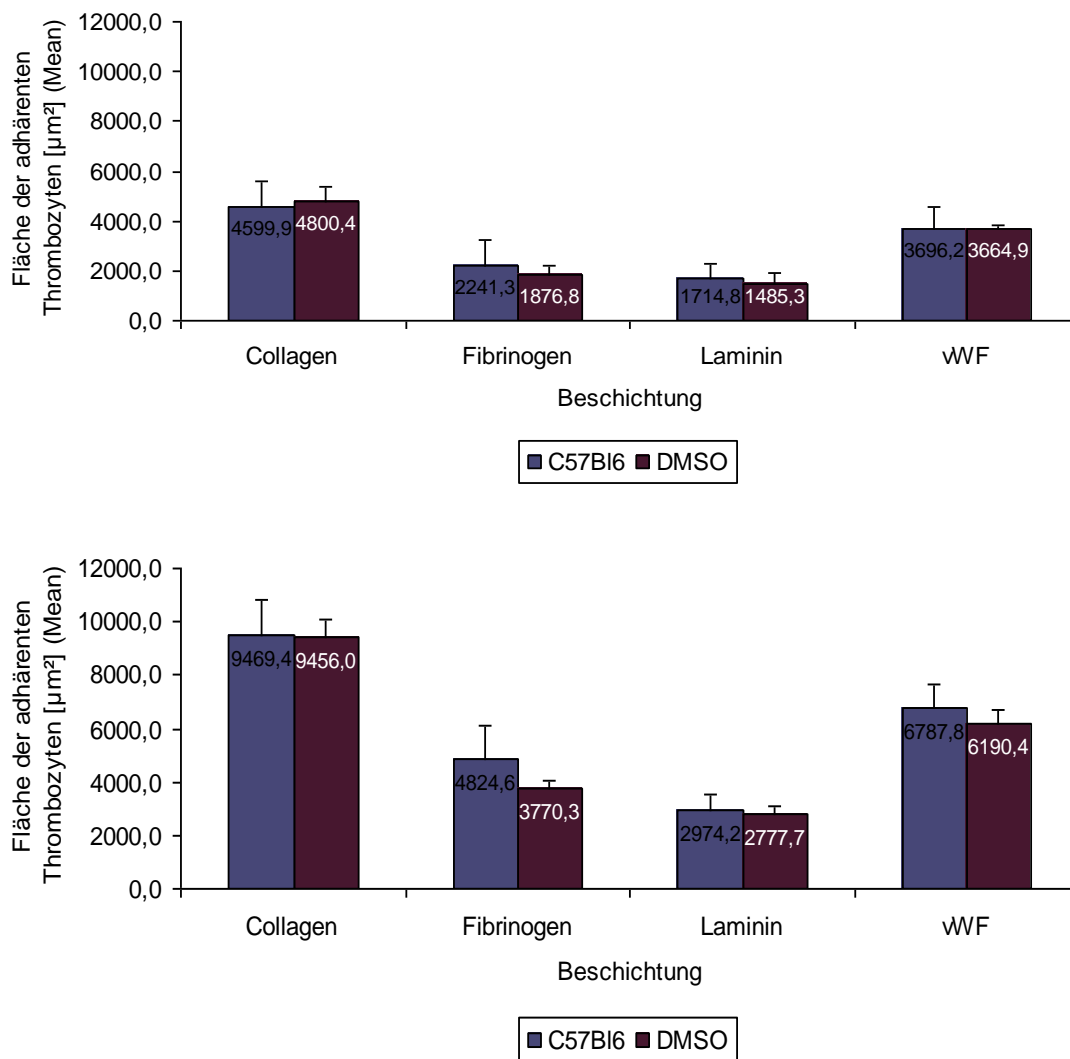 12000,0
10000,0
8000,0
6000,0
4000,0
2000,0
0,0
Fläche der adhärenten
Thrombozyten [µm²] (Mean)
4599,9
4800,4
2241,3
1876,8
1714,8
1485,3
3696,2
3664,9
Collagen
Fibrinogen
Laminin
vWF
Beschichtung
C57Bl6
DMSO
12000,0
10000,0
8000,0
6000,0
4000,0
2000,0
0,0
Fläche der adhärenten
Thrombozyten [µm²] (Mean)
9469,4
9456,0
4824,6
3770,3
2974,2
2777,7
6787,8
6190,4
Collagen
Fibrinogen
Laminin
vWF
Beschichtung
C57Bl6
DMSO